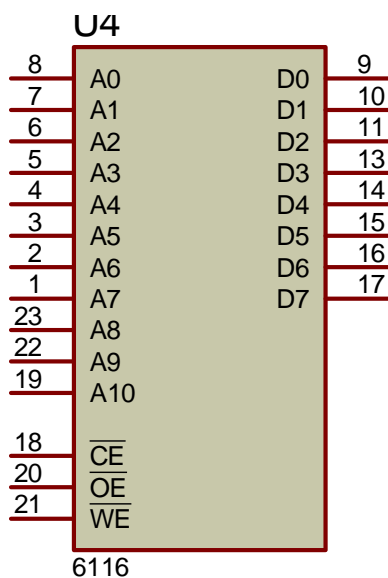 U4
8 A0 D0 9
7 A1 D1 10
6 A2 D2 11
5 A3 D3 13
4 A4 D4 14
3 A5 D5 15
2 A6 D6 16
1 A7 D7 17
23 A8
22 A9
19 A10
18 CE
20 OE
21 WE
6116